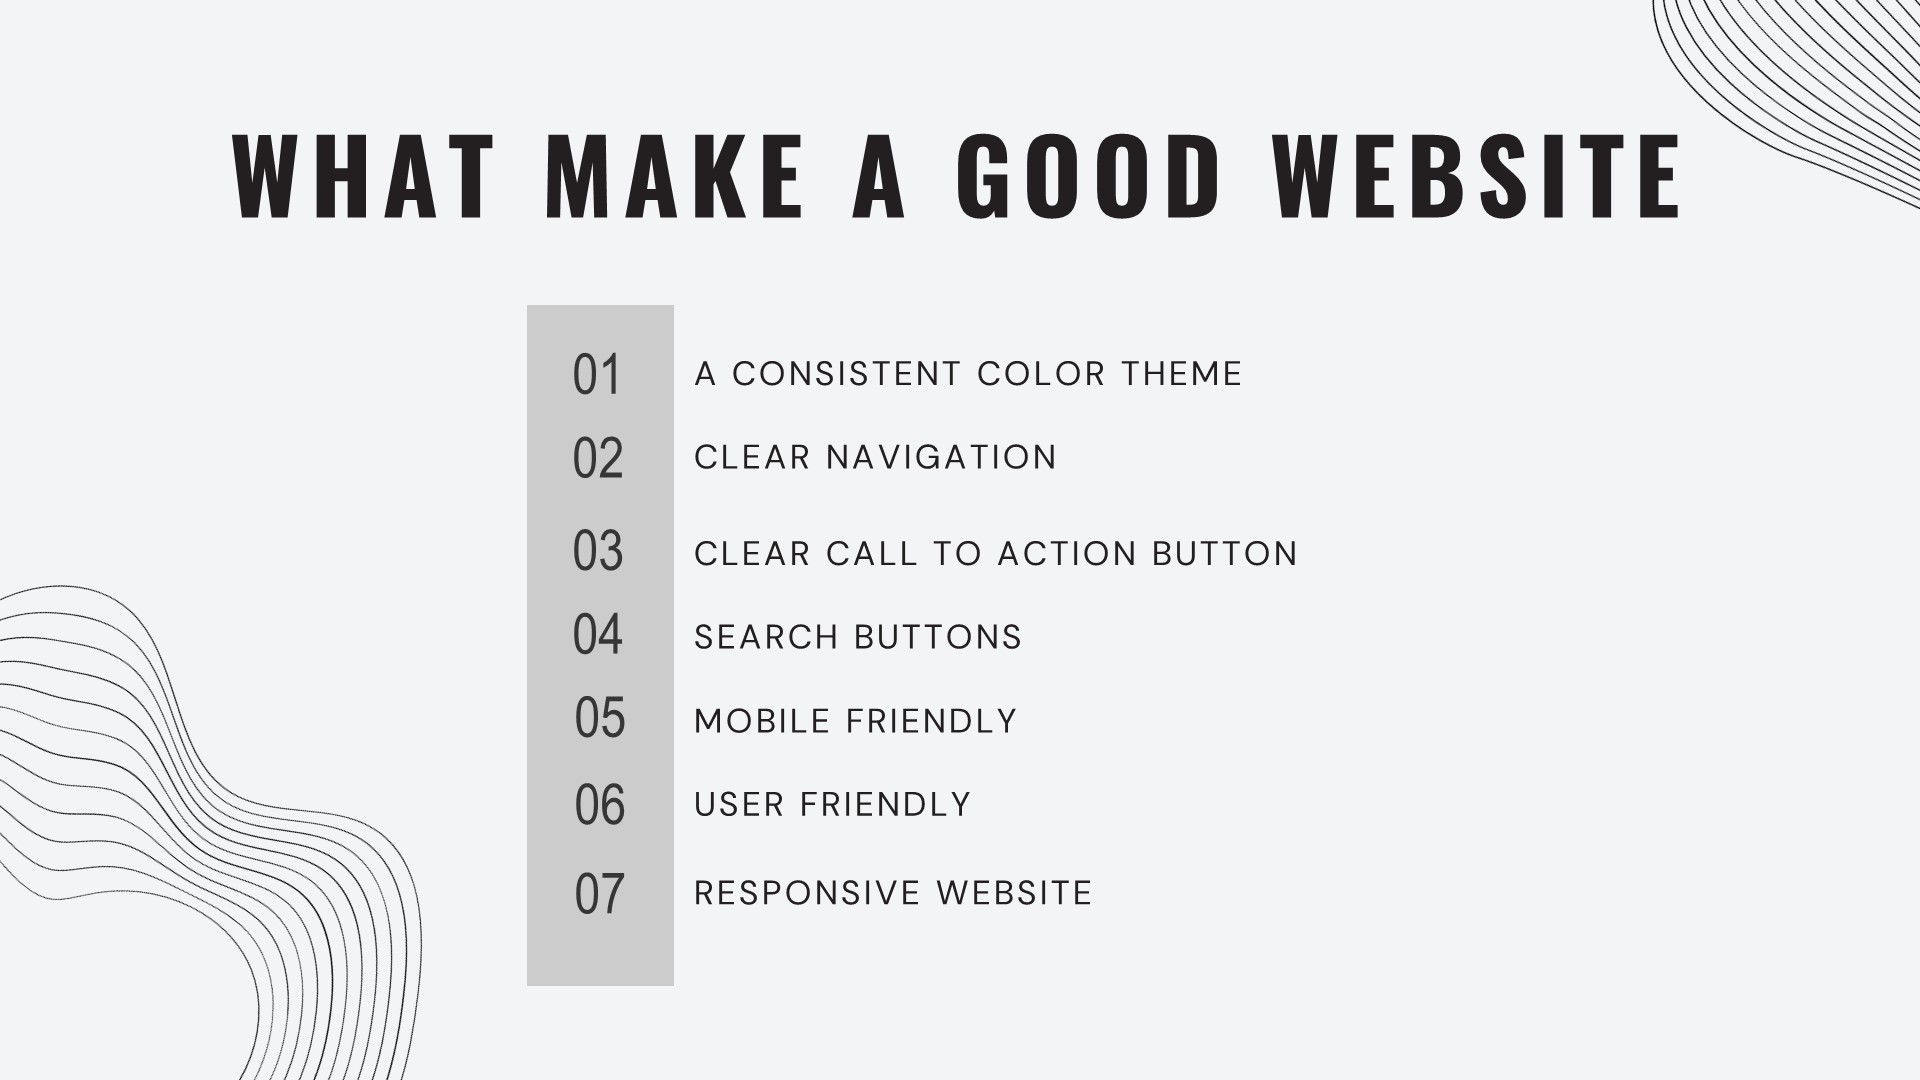 WHAT MAKE A GOOD WEBSITE
01 A CONSISTENT COLOR THEME
02 CLEAR NAVIGATION
03 CLEAR CALL TO ACTION BUTTON
04 SEARCH BUTTONS
05 MOBILE FRIENDLY
06 USER FRIENDLY
07 RESPONSIVE WEBSITE